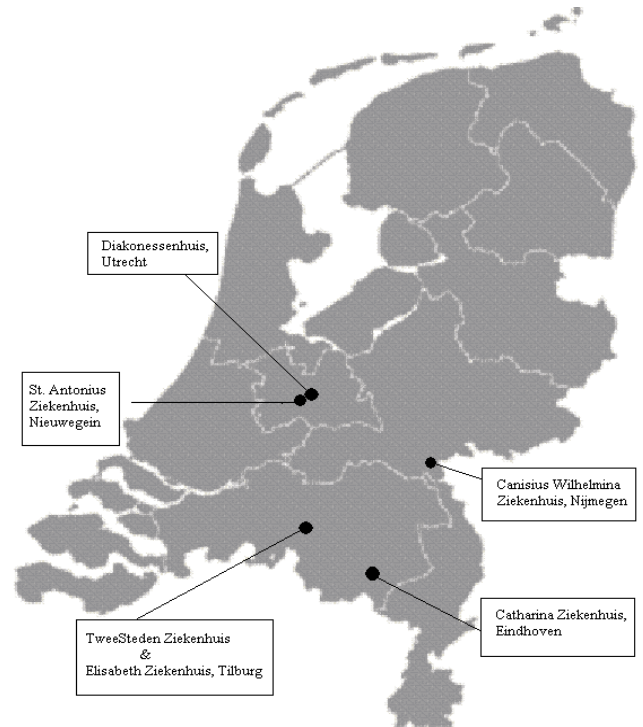 Diakonessenhuis,
Utrecht
St. Antonius
Ziekenhuis,
Nieuwegein
Canisius Wilhelmina
Ziekenhuis, Nijmegen
Catharina Ziekenhuis,
Eindhoven
TweeSteden Ziekenhuis
&
Elisabeth Ziekenhuis, Tilburg